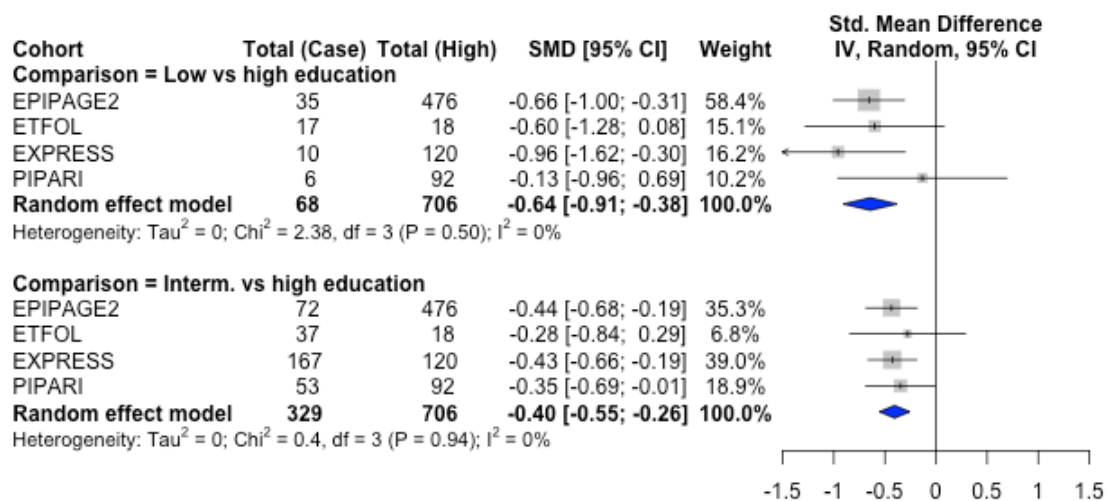 Std. Mean Difference
Cohort Total (Case) Total (High) SMD [95% CI] Weight IV, Random, 95% CI
Comparison = Low vs high education
EPIPAGE2 35 476 -0.66 [-1.00; -0.31] 58.4%
ETFOL 17 18 -0.60 [-1.28; 0.08] 15.1%
EXPRESS 10 120 -0.96 [-1.62; -0.30] 16.2%
PIPARI 6 92 -0.13 [-0.96; 0.69] 10.2%
Random effect model 68 706 -0.64 [-0.91; -0.38] 100.0%
Heterogeneity: Tau² = 0; Chi² = 2.38, df = 3 (P = 0.50); I² = 0%
Comparison = Interm. vs high education
EPIPAGE2 72 476 -0.44 [-0.68; -0.19] 35.3%
ETFOL 37 18 -0.28 [-0.84; 0.29] 6.8%
EXPRESS 167 120 -0.43 [-0.66; -0.19] 39.0%
PIPARI 53 92 -0.35 [-0.69; -0.01] 18.9%
Random effect model 329 706 -0.40 [-0.55; -0.26] 100.0%
Heterogeneity: Tau² = 0; Chi² = 0.4, df = 3 (P = 0.94); I² = 0%
-1.5 -1 -0.5 0 0.5 1 1.5